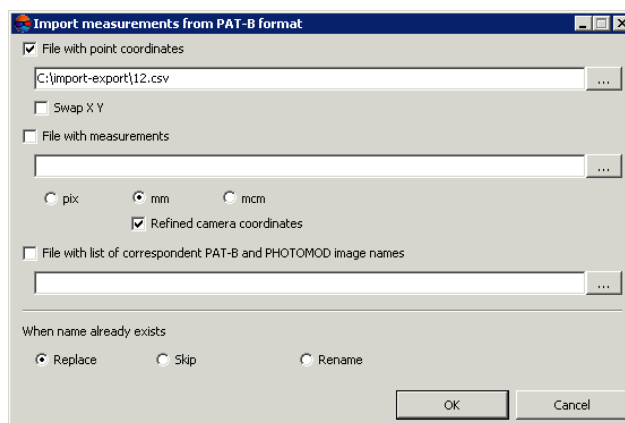 Import measurements from PAT-B format
File with point coordinates
C:\import-export\12.csv
...
Swap X Y
File with measurements
...
pix mm mcm
Refined camera coordinates
File with list of correspondent PAT-B and PHOTOMOD image names
...
When name already exists
Replace Skip Rename
OK Cancel